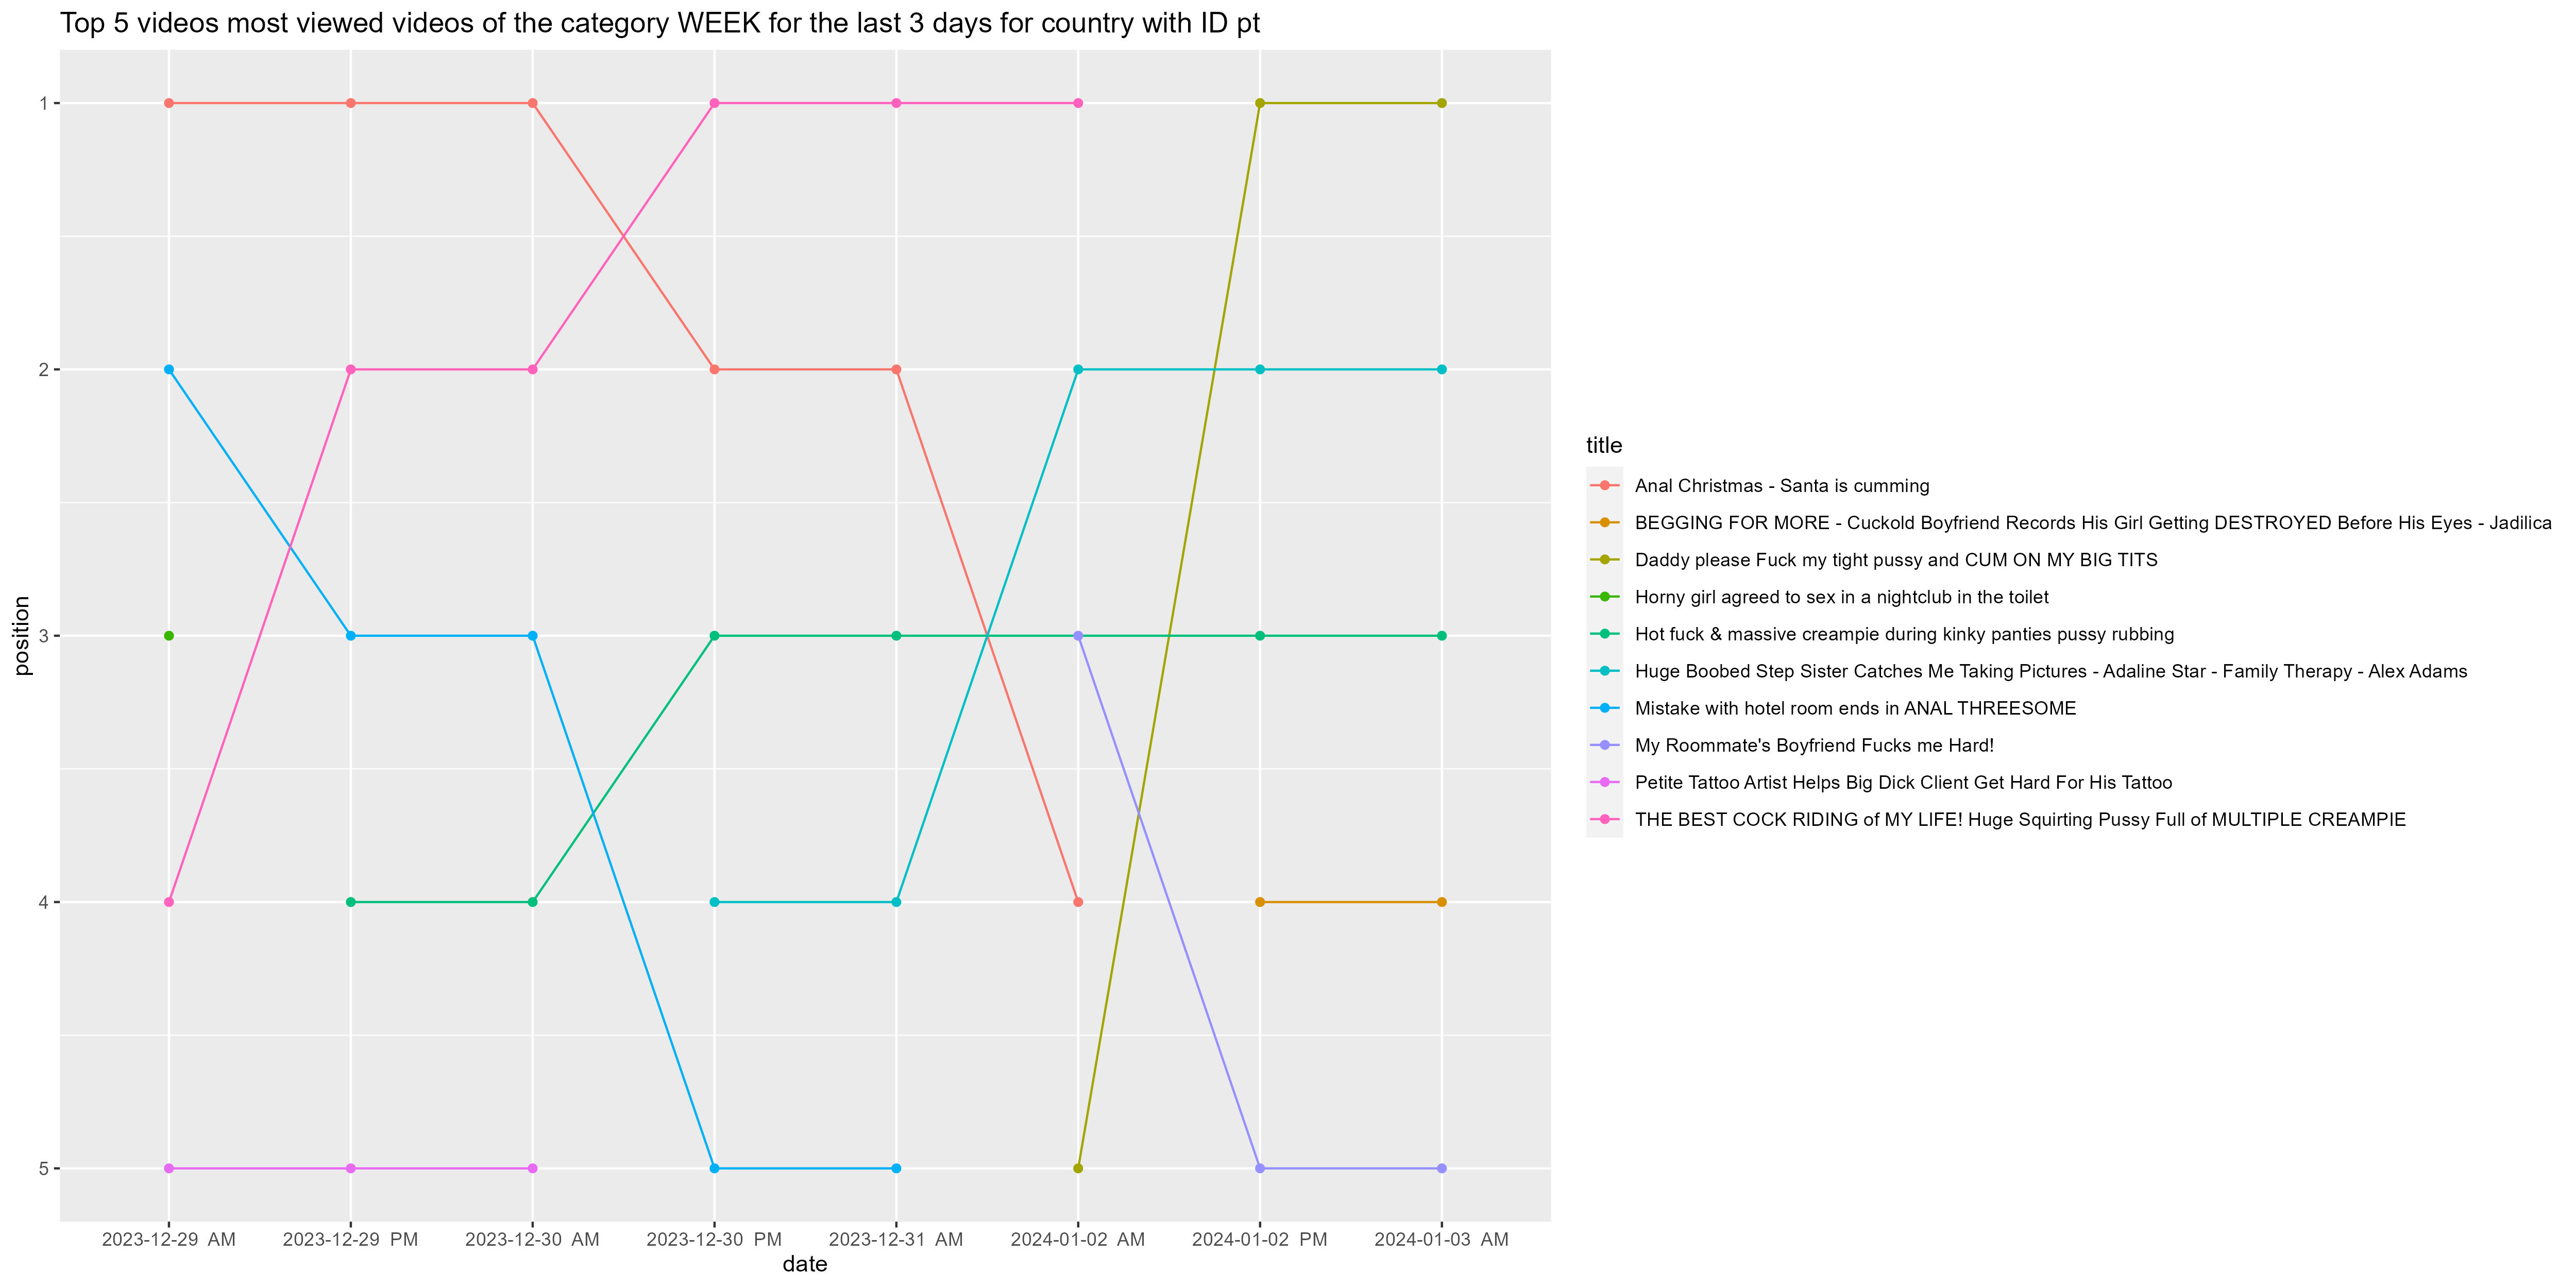 Top 5 videos most viewed videos of the category WEEK for the last 3 days for country with ID pt
1
2
3
4
5
position
2023-12-29 AM
2023-12-29 PM
2023-12-30 AM
2023-12-30 PM
2023-12-31 AM
2024-01-02 AM
2024-01-02 PM
2024-01-03 AM
date
title
Anal Christmas - Santa is cumming
BEGGING FOR MORE - Cuckold Boyfriend Records His Girl Getting DESTROYED Before His Eyes - Jadilica
Daddy please Fuck my tight pussy and CUM ON MY BIG TITS
Horny girl agreed to sex in a nightclub in the toilet
Hot fuck & massive creampie during kinky panties pussy rubbing
Huge Boobed Step Sister Catches Me Taking Pictures - Adaline Star - Family Therapy - Alex Adams
Mistake with hotel room ends in ANAL THREESOME
My Roommate's Boyfriend Fucks me Hard!
Petite Tattoo Artist Helps Big Dick Client Get Hard For His Tattoo
THE BEST COCK RIDING of MY LIFE! Huge Squirting Pussy Full of MULTIPLE CREAMPIE